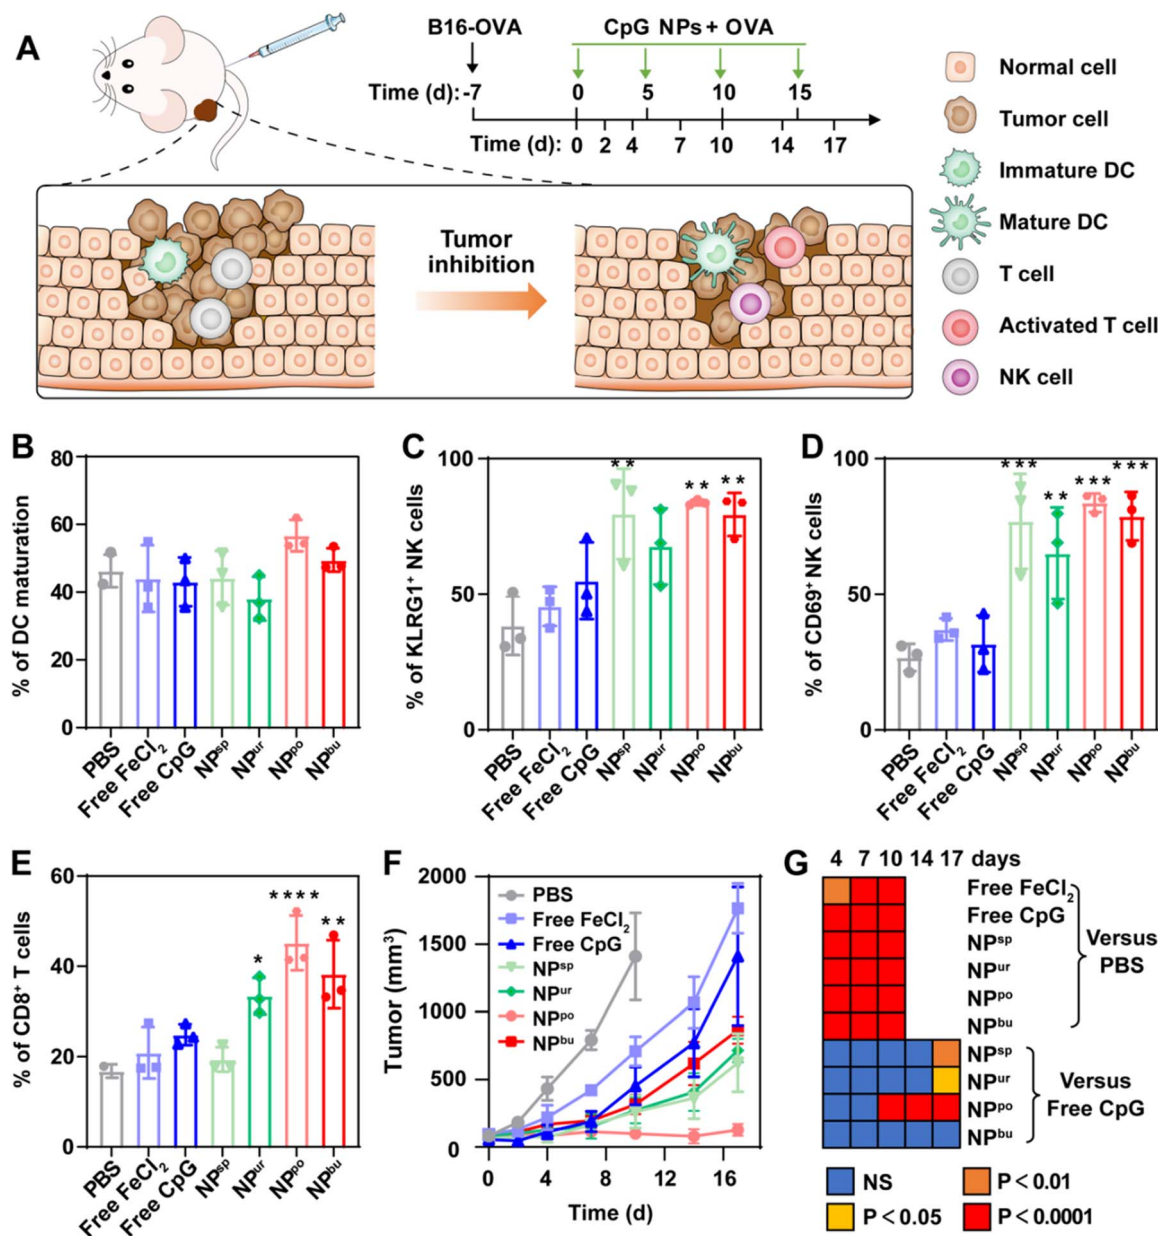 A
B16-OVA
CpG NPs + OVA
Time (d): -7 0 5 10 15
Time (d): 0 2 4 7 10 14 17
Tumor
inhibition
Normal cell
Tumor cell
Immature DC
Mature DC
T cell
Activated T cell
NK cell
B
% of DC maturation
80
60
40
20
0
PBS
Free FeCl₂
Free CpG
NPˢᵖ
NPᵘʳ
NPᵖᵒ
NPᵇᵘ
C
% of KLRG1⁺ NK cells
100
50
0
**
**
**
PBS
Free FeCl₂
Free CpG
NPˢᵖ
NPᵘʳ
NPᵖᵒ
NPᵇᵘ
D
% of CD69⁺ NK cells
100
50
0
***
**
***
***
PBS
Free FeCl₂
Free CpG
NPˢᵖ
NPᵘʳ
NPᵖᵒ
NPᵇᵘ
E
% of CD8⁺ T cells
60
40
20
0
*
****
**
PBS
Free FeCl₂
Free CpG
NPˢᵖ
NPᵘʳ
NPᵖᵒ
NPᵇᵘ
F
Tumor (mm³)
2000
1500
1000
500
0
PBS
Free FeCl₂
Free CpG
NPˢᵖ
NPᵘʳ
NPᵖᵒ
NPᵇᵘ
0 4 8 12 16
Time (d)
G
4 7 10 14 17 days
Free FeCl₂
Free CpG
NPˢᵖ
NPᵘʳ
NPᵖᵒ
NPᵇᵘ
Versus
PBS
NPˢᵖ
NPᵘʳ
NPᵖᵒ
NPᵇᵘ
Versus
Free CpG
NS
P < 0.01
P < 0.05
P < 0.0001